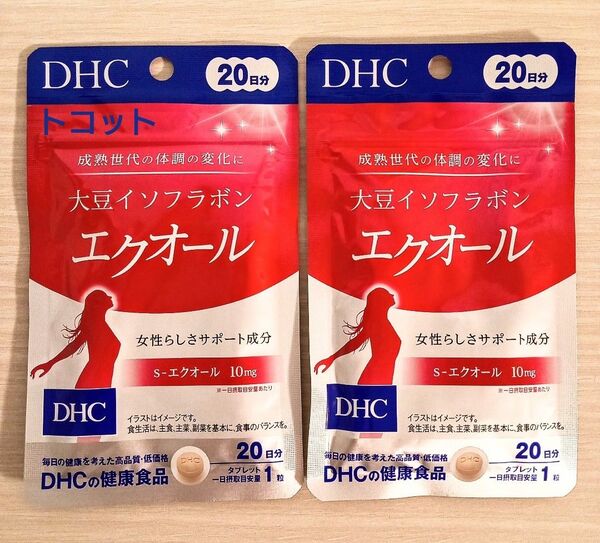 DHC
20日分
トコット
成熟世代の体調の変化に
大豆イソフラボン
エクオール
女性らしさサポート成分
S-エクオール 10mg
※一日摂取目安量あたり
DHC
イラストはイメージです。
食生活は、主食、主菜、副菜を基本に、食事のバランスを。
毎日の健康を考えた高品質・低価格
DHCの健康食品
DHC
20日分
タブレット
一日摂取目安量 1粒
DHC
20日分
成熟世代の体調の変化に
大豆イソフラボン
エクオール
女性らしさサポート成分
S-エクオール 10mg
※一日摂取目安量あたり
DHC
イラストはイメージです。
食生活は、主食、主菜、副菜を基本に、食事のバランスを。
毎日の健康を考えた高品質・低価格
DHCの健康食品
DHC
20日分
タブレット
一日摂取目安量 1粒